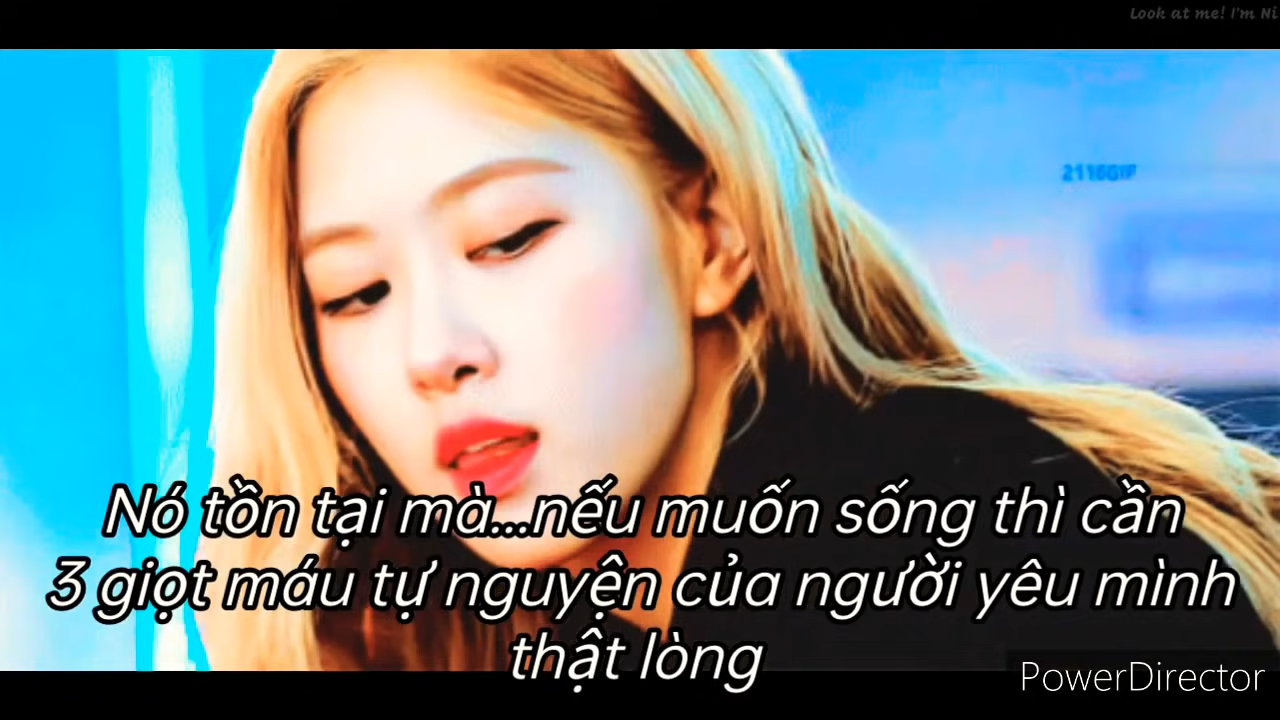 Look at me! I'm Ni
2116GIF
Nó tồn tại mà...nếu muốn sống thì cần
3 giọt máu tự nguyện của người yêu mình
thật lòng
PowerDirector